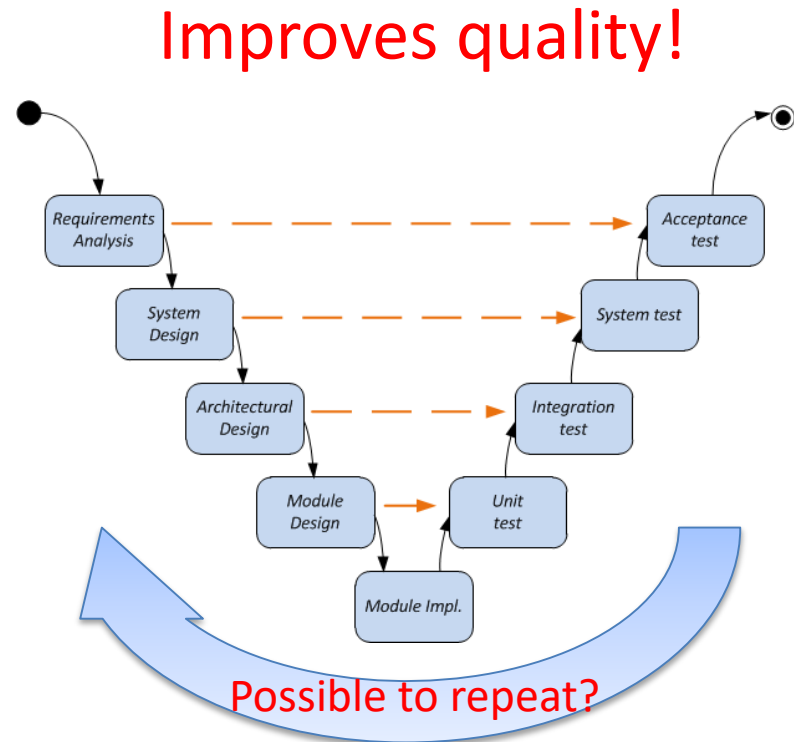 Improves quality!
Requirements
Analysis
Acceptance
test
System
Design
System test
Architectural
Design
Integration
test
Module
Design
Unit
test
Module Impl.
Possible to repeat?